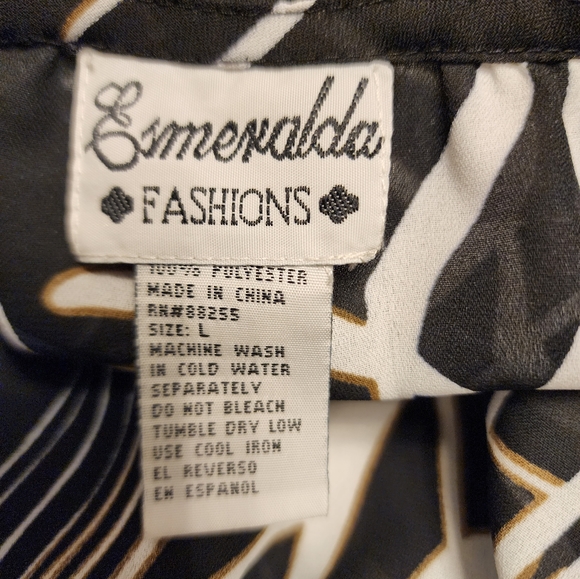 Esmeralda
FASHIONS
100% POLYESTER
MADE IN CHINA
RN#88255
SIZE: L
MACHINE WASH
IN COLD WATER
SEPARATELY
DO NOT BLEACH
TUMBLE DRY LOW
USE COOL IRON
EL REVERSO
EN ESPANOL